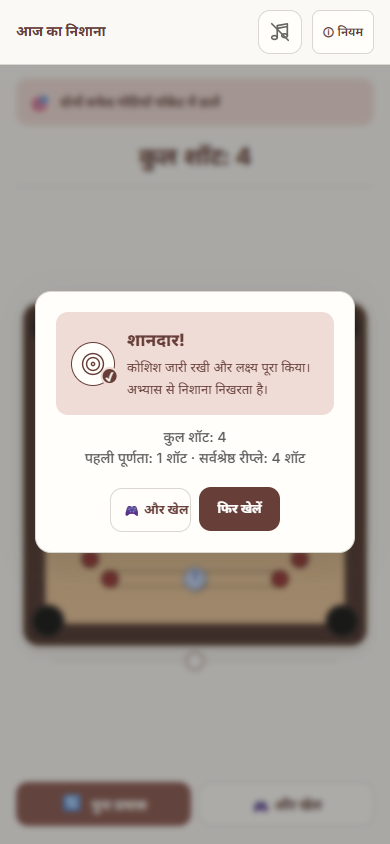 आज का निशाना
नियम
कुल शॉट: 4
शानदार!
कोशिश जारी रखी और लक्ष्य पूरा किया।
अभ्यास से निशाना निखरता है।
कुल शॉट: 4
पहली पूर्णता: 1 शॉट · सर्वश्रेष्ठ रीप्ले: 4 शॉट
और खेल
फिर खेलें
और खेल